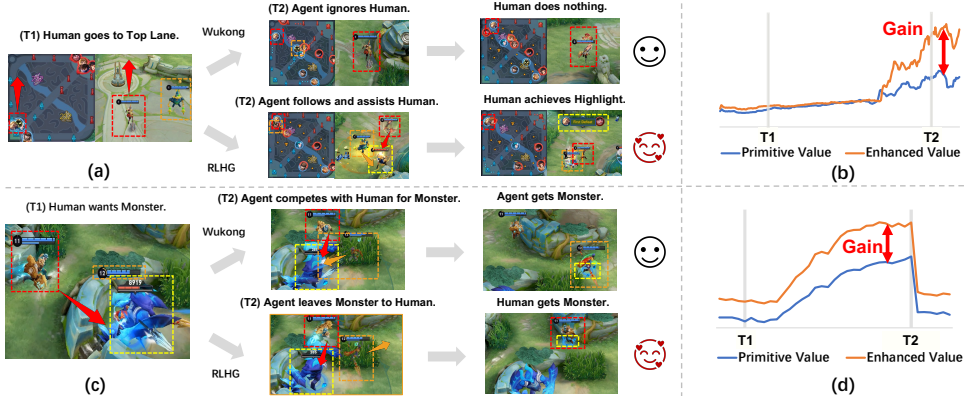 (T1) Human goes to Top Lane.
Wukong
(T2) Agent ignores Human.
Human does nothing.
RLHG
(T2) Agent follows and assists Human.
Human achieves Highlight.
(a)
Gain
T1
T2
Primitive Value
Enhanced Value
(b)
(T1) Human wants Monster.
11
12
8919
Wukong
(T2) Agent competes with Human for Monster.
Agent gets Monster.
RLHG
(T2) Agent leaves Monster to Human.
Human gets Monster.
(c)
Gain
T1
T2
Primitive Value
Enhanced Value
(d)